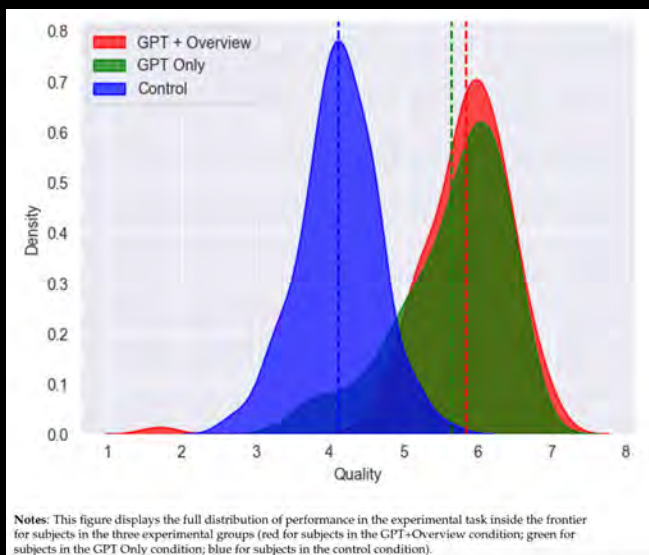 0.8
0.7
0.6
0.5
0.4
0.3
0.2
0.1
0.0
Density
GPT + Overview
GPT Only
Control
1 2 3 4 5 6 7 8
Quality
Notes: This figure displays the full distribution of performance in the experimental task inside the frontier
for subjects in the three experimental groups (red for subjects in the GPT+Overview condition; green for
subjects in the GPT Only condition; blue for subjects in the control condition).